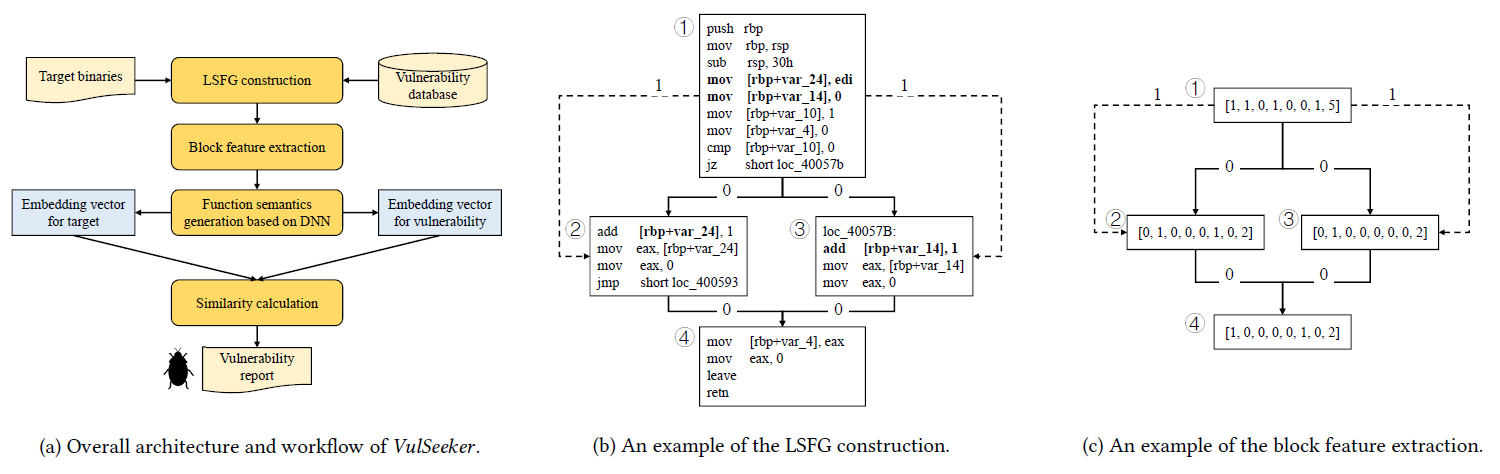 Target binaries
LSFG construction
Vulnerability
database
Block feature extraction
Embedding vector
for target
Function semantics
generation based on DNN
Embedding vector
for vulnerability
Similarity calculation
Vulnerability
report
(a) Overall architecture and workflow of VulSeeker.
①
push rbp
mov rbp, rsp
sub rsp, 30h
mov [rbp+var_24], edi
mov [rbp+var_14], 0
mov [rbp+var_10], 1
mov [rbp+var_4], 0
cmp [rbp+var_10], 0
jz short loc_40057b
1
1
0
0
②
add [rbp+var_24], 1
mov eax, [rbp+var_24]
mov eax, 0
jmp short loc_400593
③
loc_40057B:
add [rbp+var_14], 1
mov eax, [rbp+var_14]
mov eax, 0
0
0
④
mov [rbp+var_4], eax
mov eax, 0
leave
retn
(b) An example of the LSFG construction.
①
[1, 1, 0, 1, 0, 0, 1, 5]
1
1
0
0
②
[0, 1, 0, 0, 0, 1, 0, 2]
③
[0, 1, 0, 0, 0, 0, 0, 2]
0
0
④
[1, 0, 0, 0, 0, 1, 0, 2]
(c) An example of the block feature extraction.